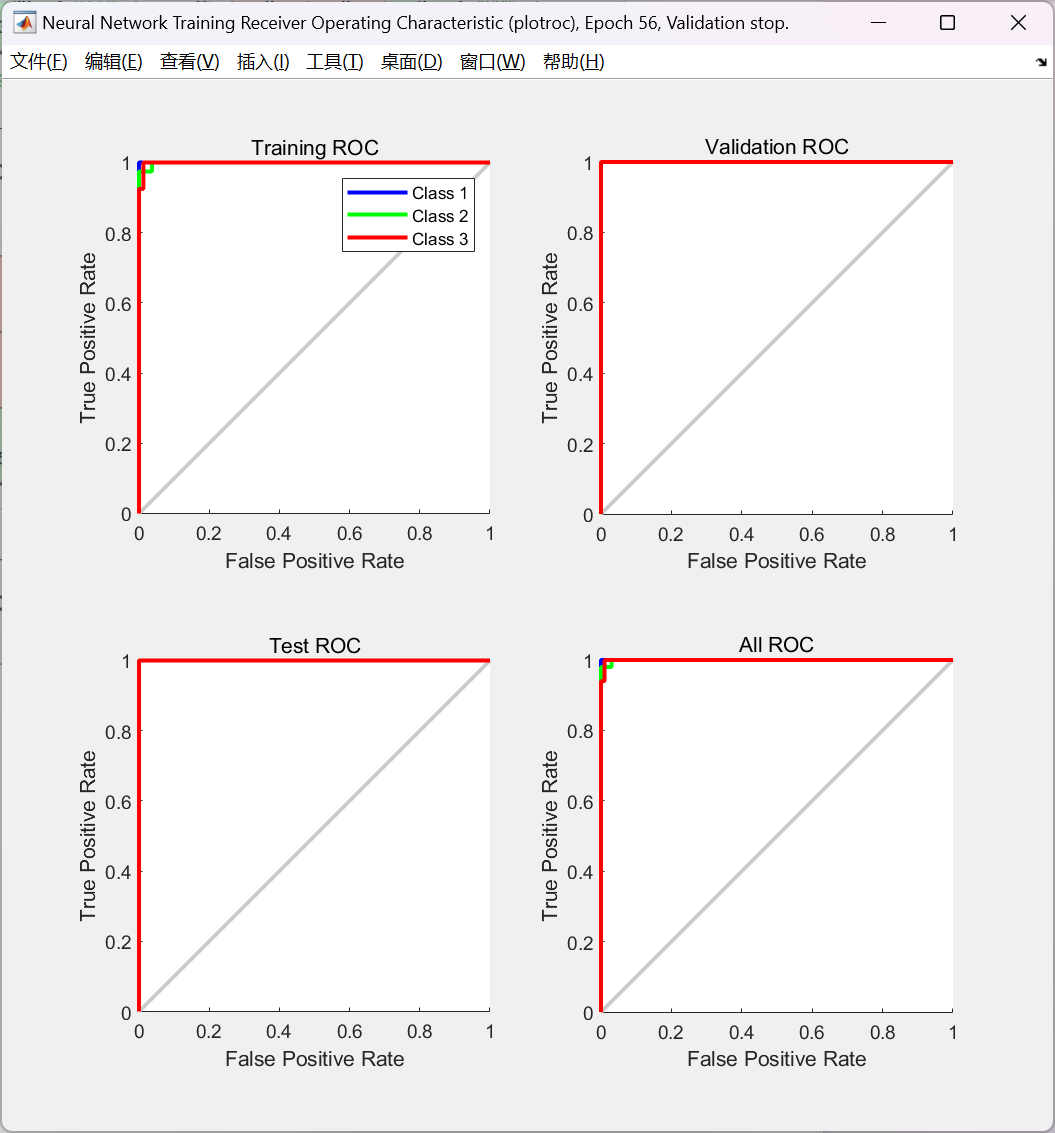 Neural Network Training Receiver Operating Characteristic (plotroc), Epoch 56, Validation stop.
文件(F) 编辑(E) 查看(V) 插入(I) 工具(T) 桌面(D) 窗口(W) 帮助(H)
Training ROC
1
0.8
0.6
0.4
0.2
0
True Positive Rate
Class 1
Class 2
Class 3
0 0.2 0.4 0.6 0.8 1
False Positive Rate
Validation ROC
1
0.8
0.6
0.4
0.2
0
True Positive Rate
0 0.2 0.4 0.6 0.8 1
False Positive Rate
Test ROC
1
0.8
0.6
0.4
0.2
0
True Positive Rate
0 0.2 0.4 0.6 0.8 1
False Positive Rate
All ROC
1
0.8
0.6
0.4
0.2
0
True Positive Rate
0 0.2 0.4 0.6 0.8 1
False Positive Rate